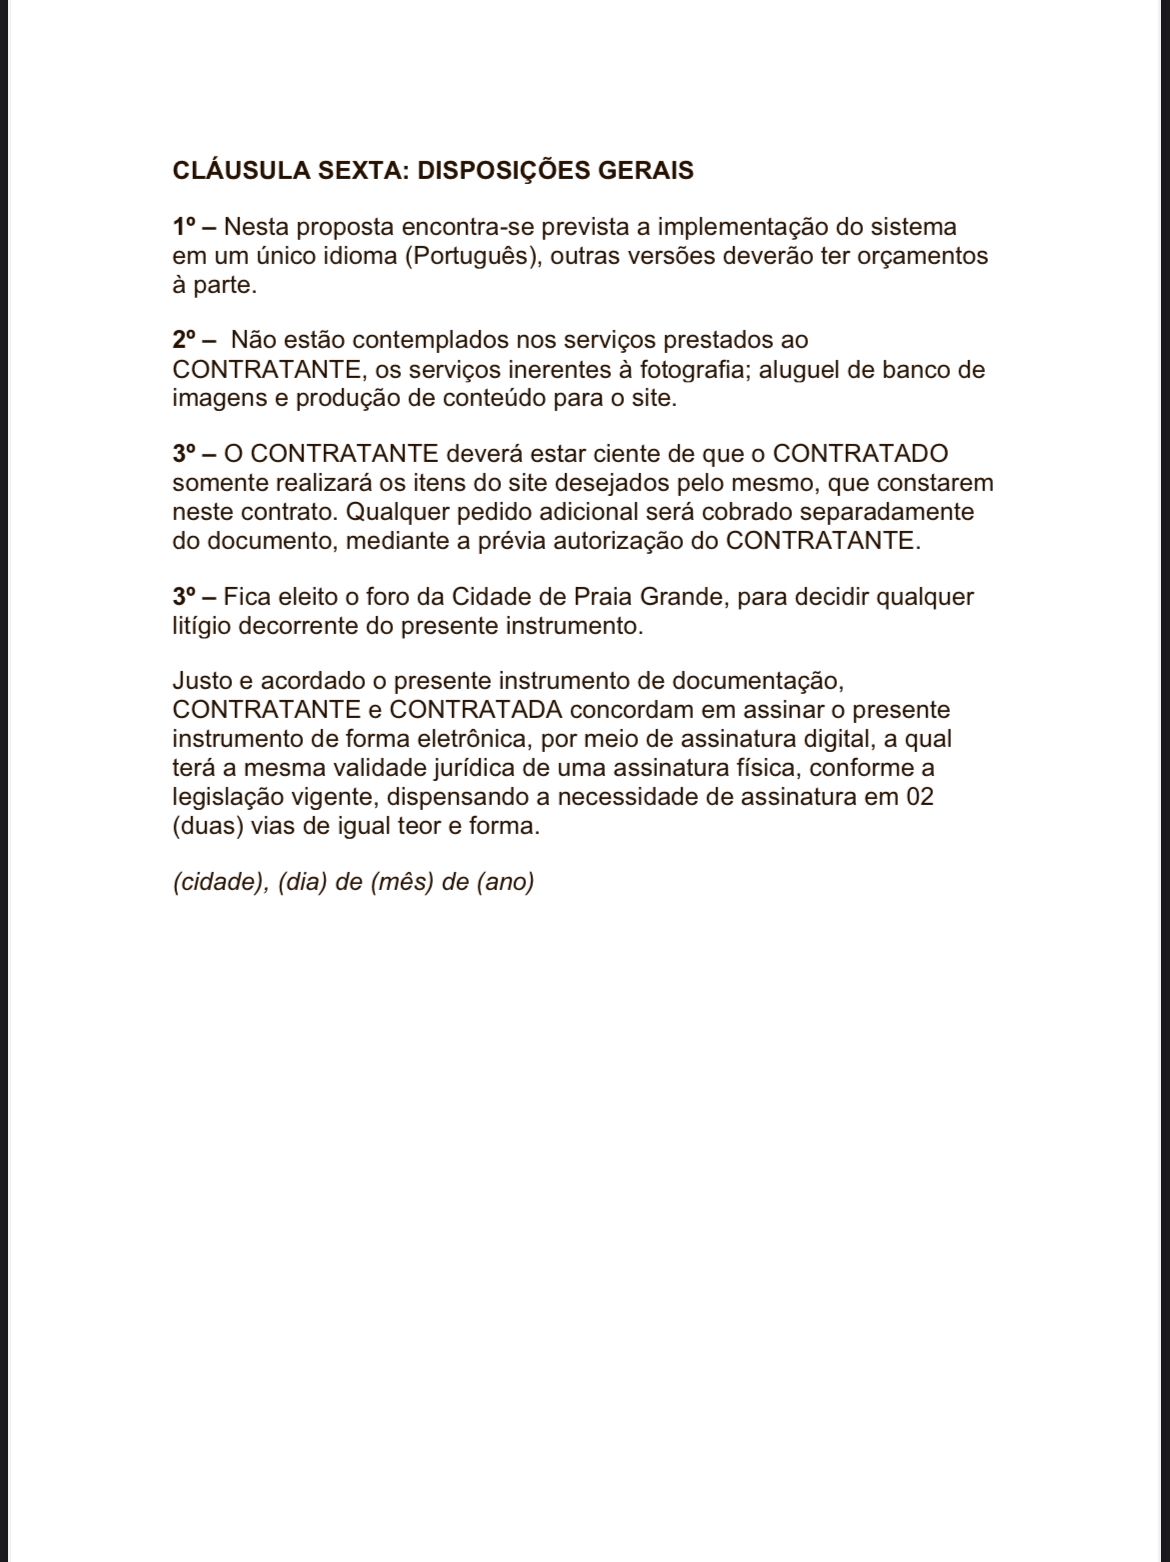 CLÁUSULA SEXTA: DISPOSIÇÕES GERAIS
1º – Nesta proposta encontra-se prevista a implementação do sistema
em um único idioma (Português), outras versões deverão ter orçamentos
à parte.
2º –  Não estão contemplados nos serviços prestados ao
CONTRATANTE, os serviços inerentes à fotografia; aluguel de banco de
imagens e produção de conteúdo para o site.
3º – O CONTRATANTE deverá estar ciente de que o CONTRATADO
somente realizará os itens do site desejados pelo mesmo, que constarem
neste contrato. Qualquer pedido adicional será cobrado separadamente
do documento, mediante a prévia autorização do CONTRATANTE.
3º – Fica eleito o foro da Cidade de Praia Grande, para decidir qualquer
litígio decorrente do presente instrumento.
Justo e acordado o presente instrumento de documentação,
CONTRATANTE e CONTRATADA concordam em assinar o presente
instrumento de forma eletrônica, por meio de assinatura digital, a qual
terá a mesma validade jurídica de uma assinatura física, conforme a
legislação vigente, dispensando a necessidade de assinatura em 02
(duas) vias de igual teor e forma.
(cidade), (dia) de (mês) de (ano)